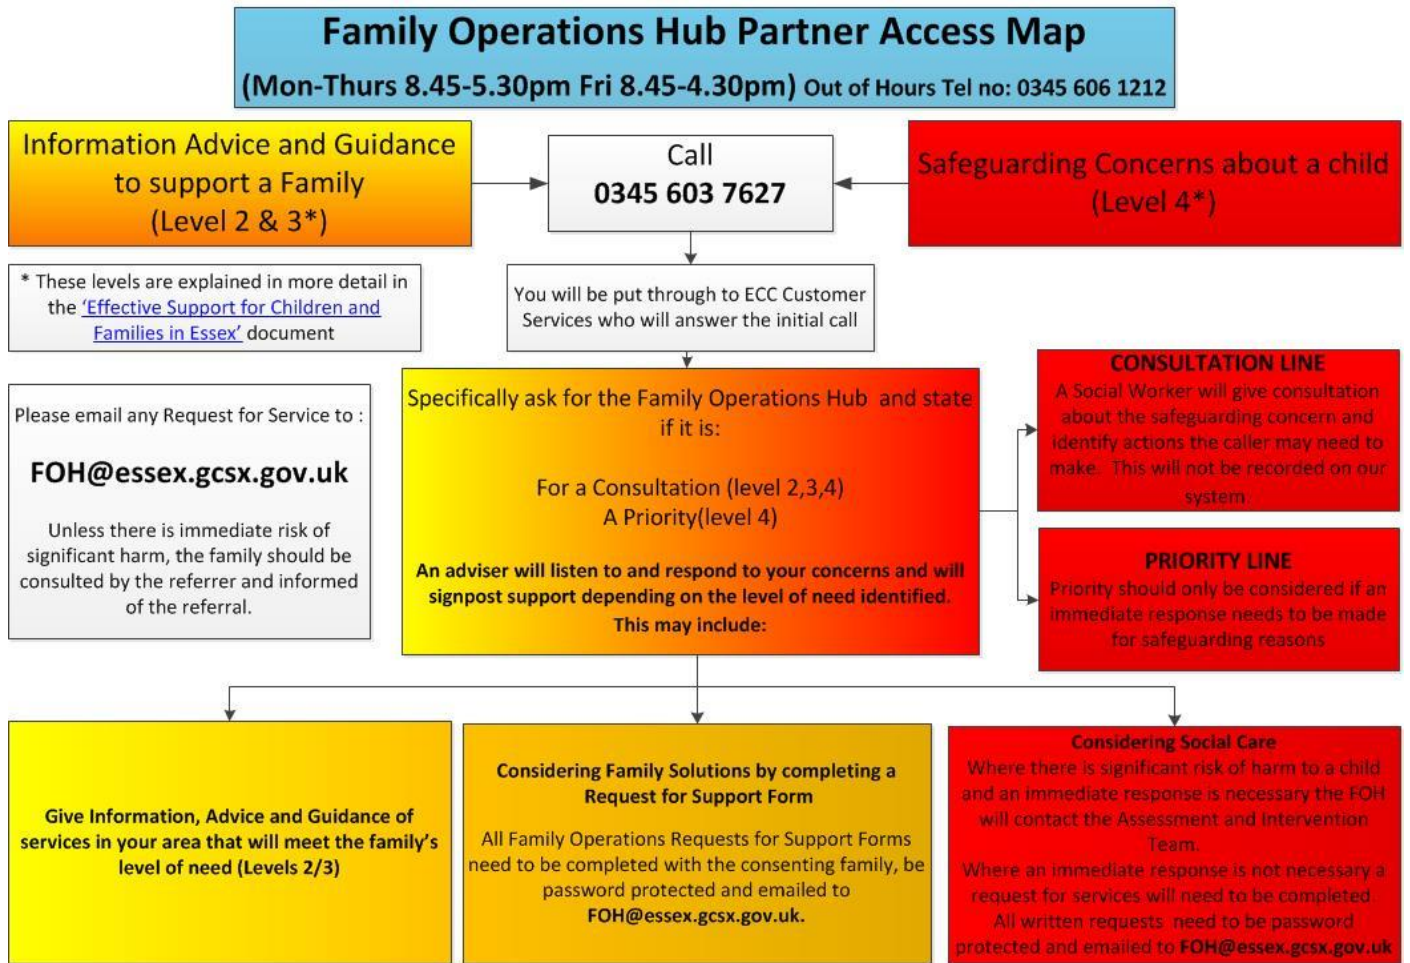 Family Operations Hub Partner Access Map
(Mon-Thurs 8.45-5.30pm Fri 8.45-4.30pm) Out of Hours Tel no: 0345 606 1212
Information Advice and Guidance
to support a Family
(Level 2 & 3*)
Call
0345 603 7627
Safeguarding Concerns about a child
(Level 4*)
* These levels are explained in more detail in
the 'Effective Support for Children and
Families in Essex' document
You will be put through to ECC Customer
Services who will answer the initial call
Please email any Request for Service to :
FOH@essex.gcsx.gov.uk
Unless there is immediate risk of
significant harm, the family should be
consulted by the referrer and informed
of the referral.
Specifically ask for the Family Operations Hub and state
if it is:
For a Consultation (level 2,3,4)
A Priority(level 4)
An adviser will listen to and respond to your concerns and will
signpost support depending on the level of need identified.
This may include:
CONSULTATION LINE
A Social Worker will give consultation
about the safeguarding concern and
identify actions the caller may need to
make. This will not be recorded on our
system
PRIORITY LINE
Priority should only be considered if an
immediate response needs to be made
for safeguarding reasons
Give Information, Advice and Guidance of
services in your area that will meet the family's
level of need (Levels 2/3)
Considering Family Solutions by completing a
Request for Support Form
All Family Operations Requests for Support Forms
need to be completed with the consenting family, be
password protected and emailed to
FOH@essex.gcsx.gov.uk.
Considering Social Care
Where there is significant risk of harm to a child
and an immediate response is necessary the FOH
will contact the Assessment and Intervention
Team.
Where an immediate response is not necessary a
request for services will need to be completed.
All written requests need to be password
protected and emailed to FOH@essex.gcsx.gov.uk